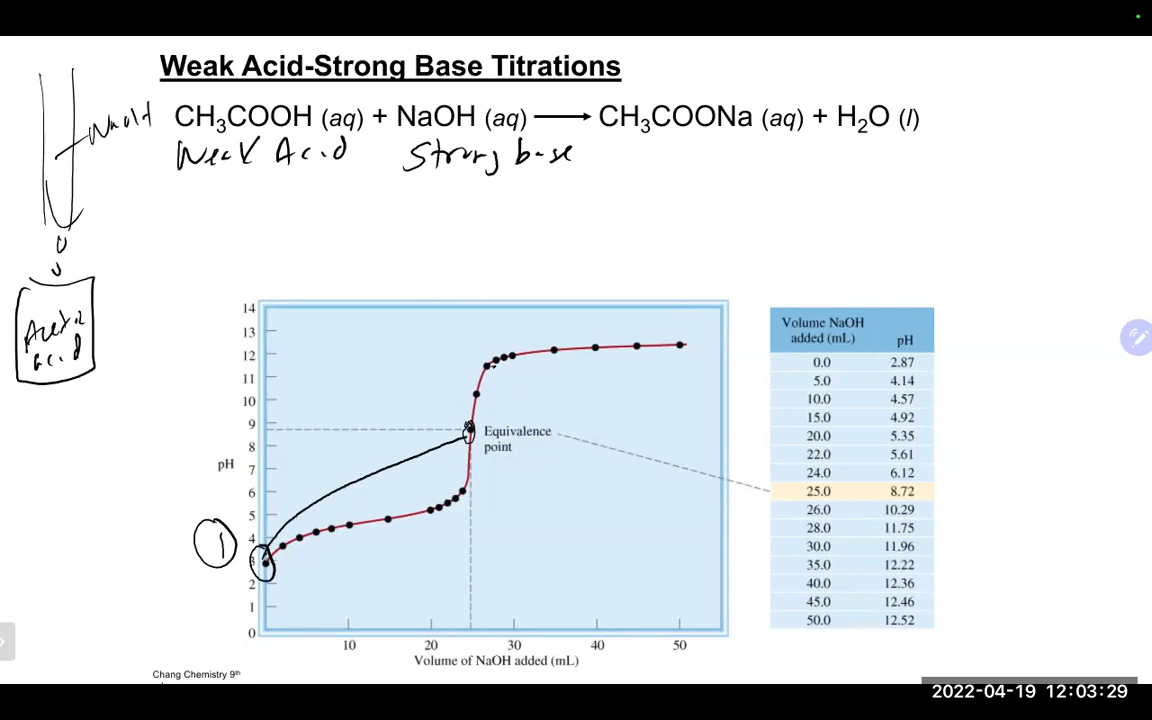 Weak Acid-Strong Base Titrations
CH₃COOH (aq) + NaOH (aq) ⟶ CH₃COONa (aq) + H₂O (l)
Weak Acid Strong base
Acetic
acid
14
13
12
11
10
9
8
7
6
5
4
3
2
1
0
pH
1
Equivalence
point
10 20 30 40 50
Volume of NaOH added (mL)
Volume NaOH
added (mL) pH
0.0 2.87
5.0 4.14
10.0 4.57
15.0 4.92
20.0 5.35
22.0 5.61
24.0 6.12
25.0 8.72
26.0 10.29
28.0 11.75
30.0 11.96
35.0 12.22
40.0 12.36
45.0 12.46
50.0 12.52
Chang Chemistry 9th
2022-04-19 12:03:29